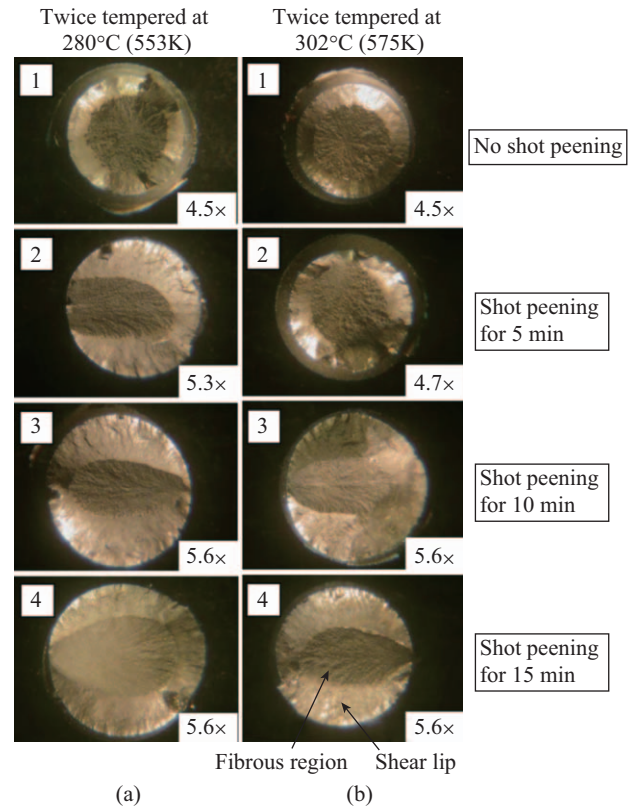 Twice tempered at
280°C (553K)
Twice tempered at
302°C (575K)
1
4.5×
1
4.5×
No shot peening
2
5.3×
2
4.7×
Shot peening
for 5 min
3
5.6×
3
5.6×
Shot peening
for 10 min
4
5.6×
4
5.6×
Shot peening
for 15 min
Fibrous region
Shear lip
(a)
(b)